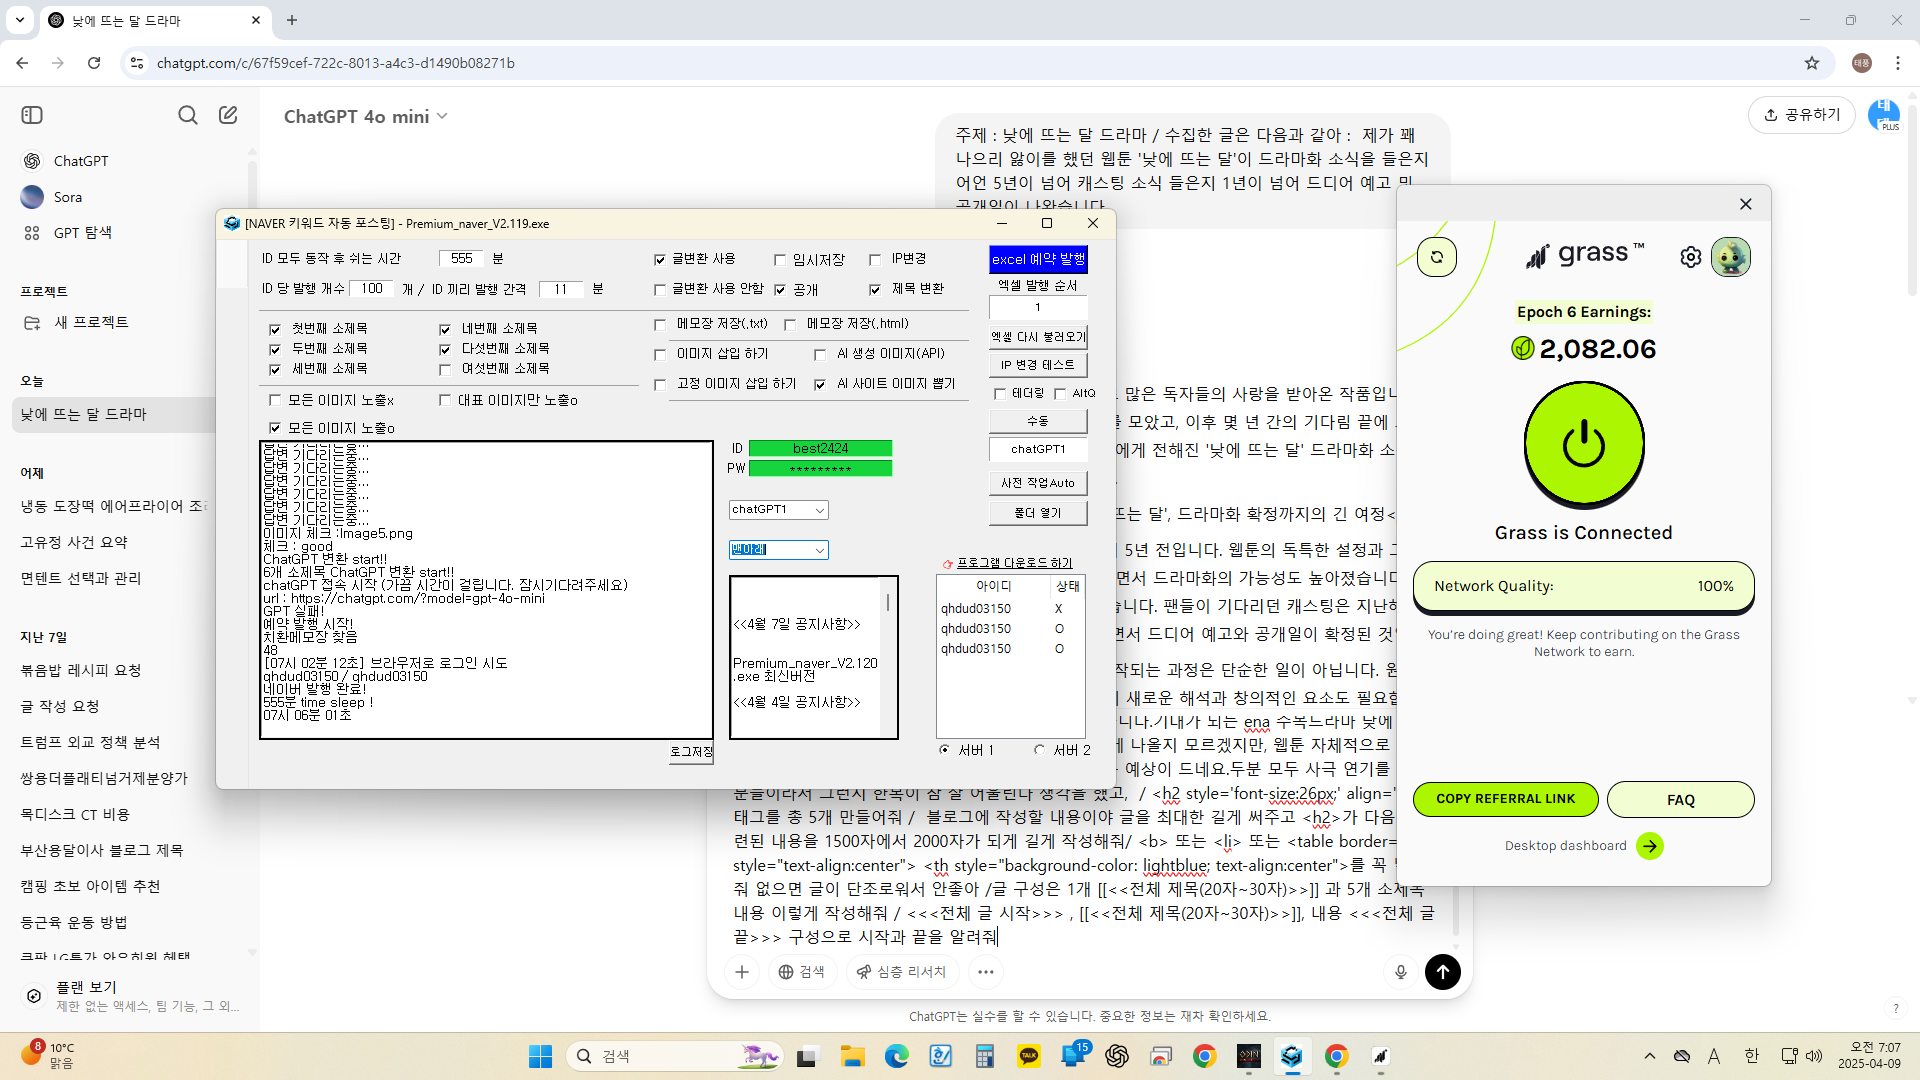 낮에 뜨는 달 드라마
chatgpt.com/c/67f59cef-722c-8013-a4c3-d1490b08271b
태풍
ChatGPT
Sora
GPT 탐색
프로젝트
새 프로젝트
오늘
낮에 뜨는 달 드라마
어제
냉동 도장떡 에어프라이어 조리
고유정 사건 요약
면텐트 선택과 관리
지난 7일
볶음밥 레시피 요청
글 작성 요청
트럼프 외교 정책 분석
쌍용더플래티넘거제분양가
목디스크 CT 비용
부산용달이사 블로그 제목
캠핑 초보 아이템 추천
등근육 운동 방법
플랜 보기
제한 없는 액세스, 팀 기능, 그 외...
ChatGPT 4o mini
공유하기
PLUS
주제 : 낮에 뜨는 달 드라마 / 수집한 글은 다음과 같아 : 제가 꽤
나으리 앓이를 했던 웹툰 '낮에 뜨는 달'이 드라마화 소식을 들은지
어언 5년이 넘어 캐스팅 소식 들은지 1년이 넘어 드디어 예고 및
공개일이 나왔습니다
많은 독자들의 사랑을 받아온 작품입니
를 모았고, 이후 몇 년 간의 기다림 끝에
에게 전해진 '낮에 뜨는 달' 드라마화 소
뜨는 달', 드라마화 확정까지의 긴 여정<
5년 전입니다. 웹툰의 독특한 설정과 그
면서 드라마화의 가능성도 높아졌습니다
습니다. 팬들이 기다리던 캐스팅은 지난하
면서 드디어 예고와 공개일이 확정된 것
작되는 과정은 단순한 일이 아닙니다. 원
새로운 해석과 창의적인 요소도 필요합
니다.기대가 되는 ena 수목드라마 낮에
게 나올지 모르겠지만, 웹툰 자체적으로
예상이 드네요.두분 모두 사극 연기를
분들이라서 그런지 한복이 참 잘 어울린다 생각을 했고, / <h2 style='font-size:26px;' align='
태그를 총 5개 만들어줘 / 블로그에 작성할 내용이야 글을 최대한 길게 써주고 <h2>가 다음
련된 내용을 1500자에서 2000자가 되게 길게 작성해줘/ <b> 또는 <li> 또는 <table border=
style="text-align:center"> <th style="background-color: lightblue; text-align:center">를 꼭
줘 없으면 글이 단조로워서 안좋아 /글 구성은 1개 [[<<전체 제목(20자~30자)>>]] 과 5개 소제목
내용 이렇게 작성해줘 / <<<전체 글 시작>>> , [[<<전체 제목(20자~30자)>>]], 내용 <<<전체 글
끝>>> 구성으로 시작과 끝을 알려줘
검색
심층 리서치
ChatGPT는 실수를 할 수 있습니다. 중요한 정보는 재차 확인하세요.
?
[NAVER 키워드 자동 포스팅] - Premium_naver_V2.119.exe
ID 모두 동작 후 쉬는 시간 555 분
ID 당 발행 개수 100 개 / ID 끼리 발행 간격 11 분
글변환 사용 임시저장 IP변경
글변환 사용 안함 공개 제목 변환
첫번째 소제목 네번째 소제목
두번째 소제목 다섯번째 소제목
세번째 소제목 여섯번째 소제목
모든 이미지 노출x 대표 이미지만 노출o
모든 이미지 노출o
메모장 저장(.txt) 메모장 저장(.html)
이미지 삽입 하기 AI 생성 이미지(API)
고정 이미지 삽입 하기 AI 사이트 이미지 뽑기
excel 예약 발행
엑셀 발행 순서
1
엑셀 다시 불러오기
IP 변경 테스트
테더링 AltQ
수동
chatGPT1
사전 작업Auto
폴더 열기
답변 기다리는중...
답변 기다리는중...
답변 기다리는중...
답변 기다리는중...
답변 기다리는중...
답변 기다리는중...
답변 기다리는중...
이미지 체크 :Image5.png
체크 : good
ChatGPT 변환 start!!
6개 소제목 ChatGPT 변환 start!!
chatGPT 접속 시작 (가끔 시간이 걸립니다. 잠시기다려주세요)
url : https://chatgpt.com/?model=gpt-4o-mini
GPT 실패!
예약 발행 시작!
치환메모장 찾음
48
[07시 02분 12초] 브라우저로 로그인 시도
qhdud03150 / qhdud03150
네이버 발행 완료!
555분 time sleep !
07시 06분 01초
로그저장
ID best2424
PW *********
chatGPT1
맨아래
<<4월 7일 공지사항>>
Premium_naver_V2.120
.exe 최신버전
<<4월 4일 공지사항>>
프로그램 다운로드 하기
아이디 상태
qhdud03150 X
qhdud03150 O
qhdud03150 O
서버 1 서버 2
grass™
Epoch 6 Earnings:
2,082.06
Grass is Connected
Network Quality: 100%
You're doing great! Keep contributing on the Grass
Network to earn.
COPY REFERRAL LINK
FAQ
Desktop dashboard
8
10°C
맑음
검색
TALK
15
A
한
오전 7:07
2025-04-09